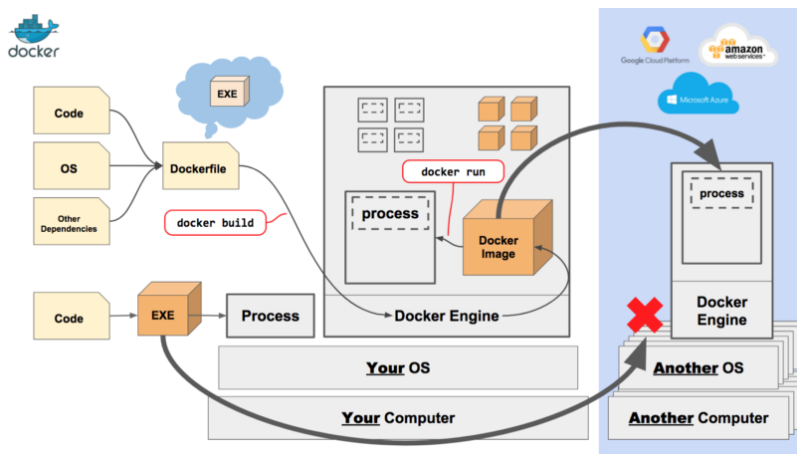 docker
Google Cloud Platform
amazon
web services™
Microsoft Azure
EXE
Code
OS
Other
Dependencies
Dockerfile
docker build
docker run
process
Docker
Image
process
Docker
Engine
Code
EXE
Process
Docker Engine
Your OS
Your Computer
Another OS
Another Computer